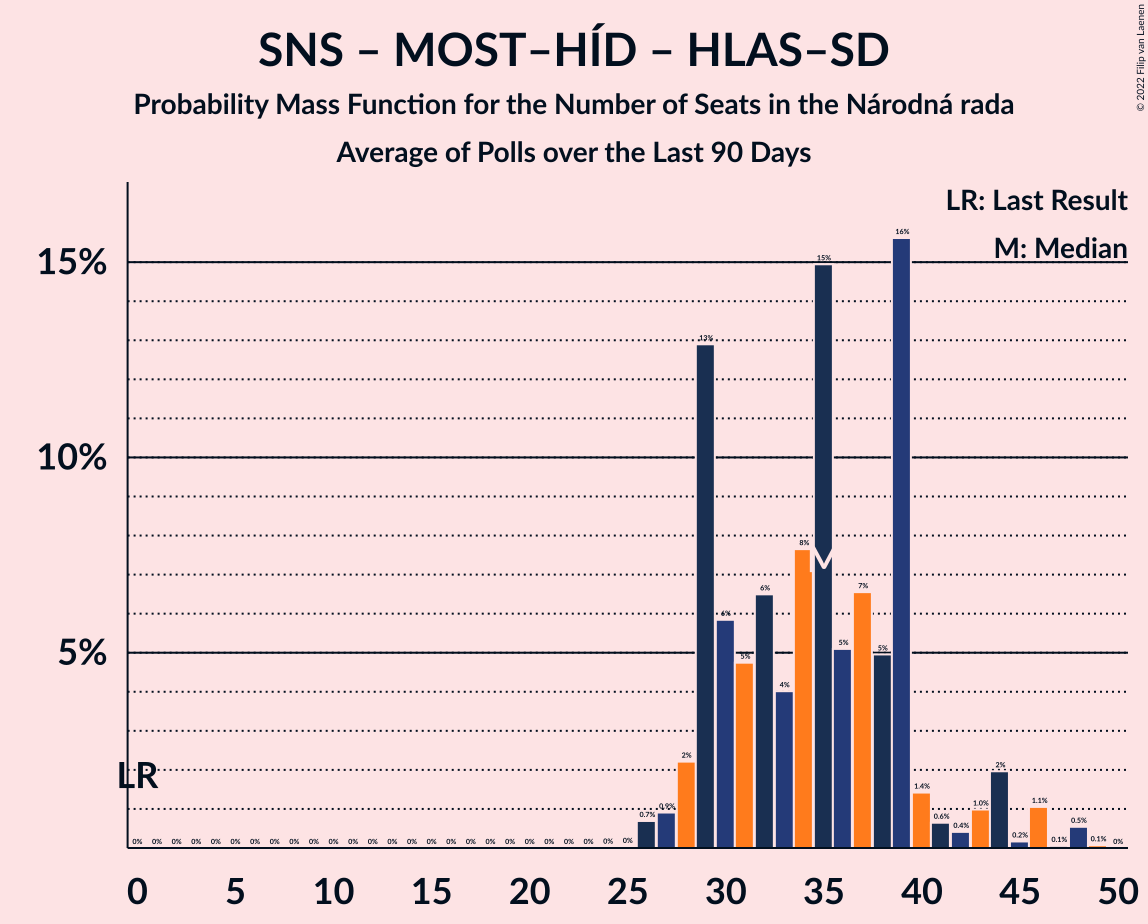 SNS – MOST–HÍD – HLAS–SD
Probability Mass Function for the Number of Seats in the Národná rada
Average of Polls over the Last 90 Days
© 2022 Filip van Laenen
LR: Last Result
M: Median
15%
10%
5%
16%
15%
13%
8%
7%
6%
6%
5%
5%
5%
4%
2%
2%
1.4%
1.1%
1.0%
0.9%
0.7%
0.6%
0.5%
0.4%
0.2%
0.1%
0.1%
M
LR
0% 0% 0% 0% 0% 0% 0% 0% 0% 0% 0% 0% 0% 0% 0% 0% 0% 0% 0% 0% 0% 0% 0% 0% 0% 0% 0%
0 5 10 15 20 25 30 35 40 45 50